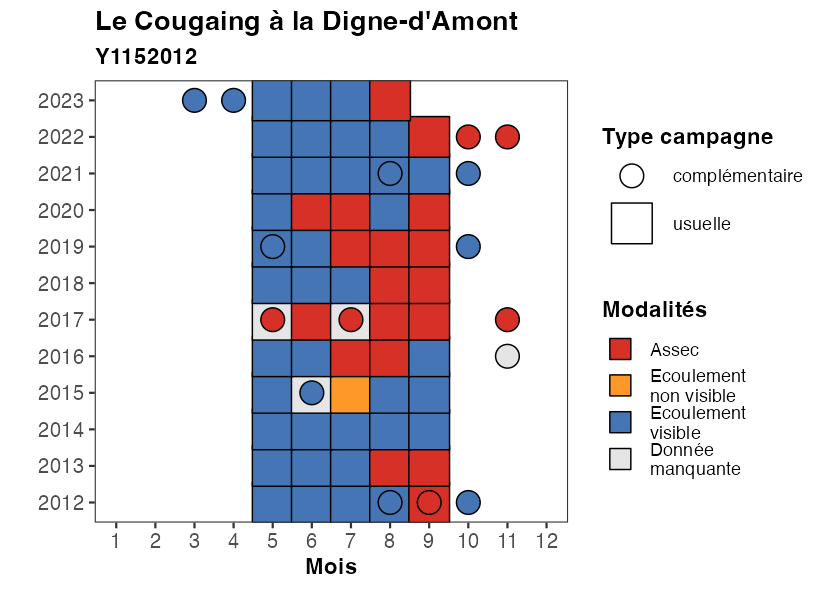 Le Cougaing à la Digne-d'Amont
Y1152012
2023
2022
2021
2020
2019
2018
2017
2016
2015
2014
2013
2012
1 2 3 4 5 6 7 8 9 10 11 12
Mois
Type campagne
complémentaire
usuelle
Modalités
Assec
Ecoulement
non visible
Ecoulement
visible
Donnée
manquante